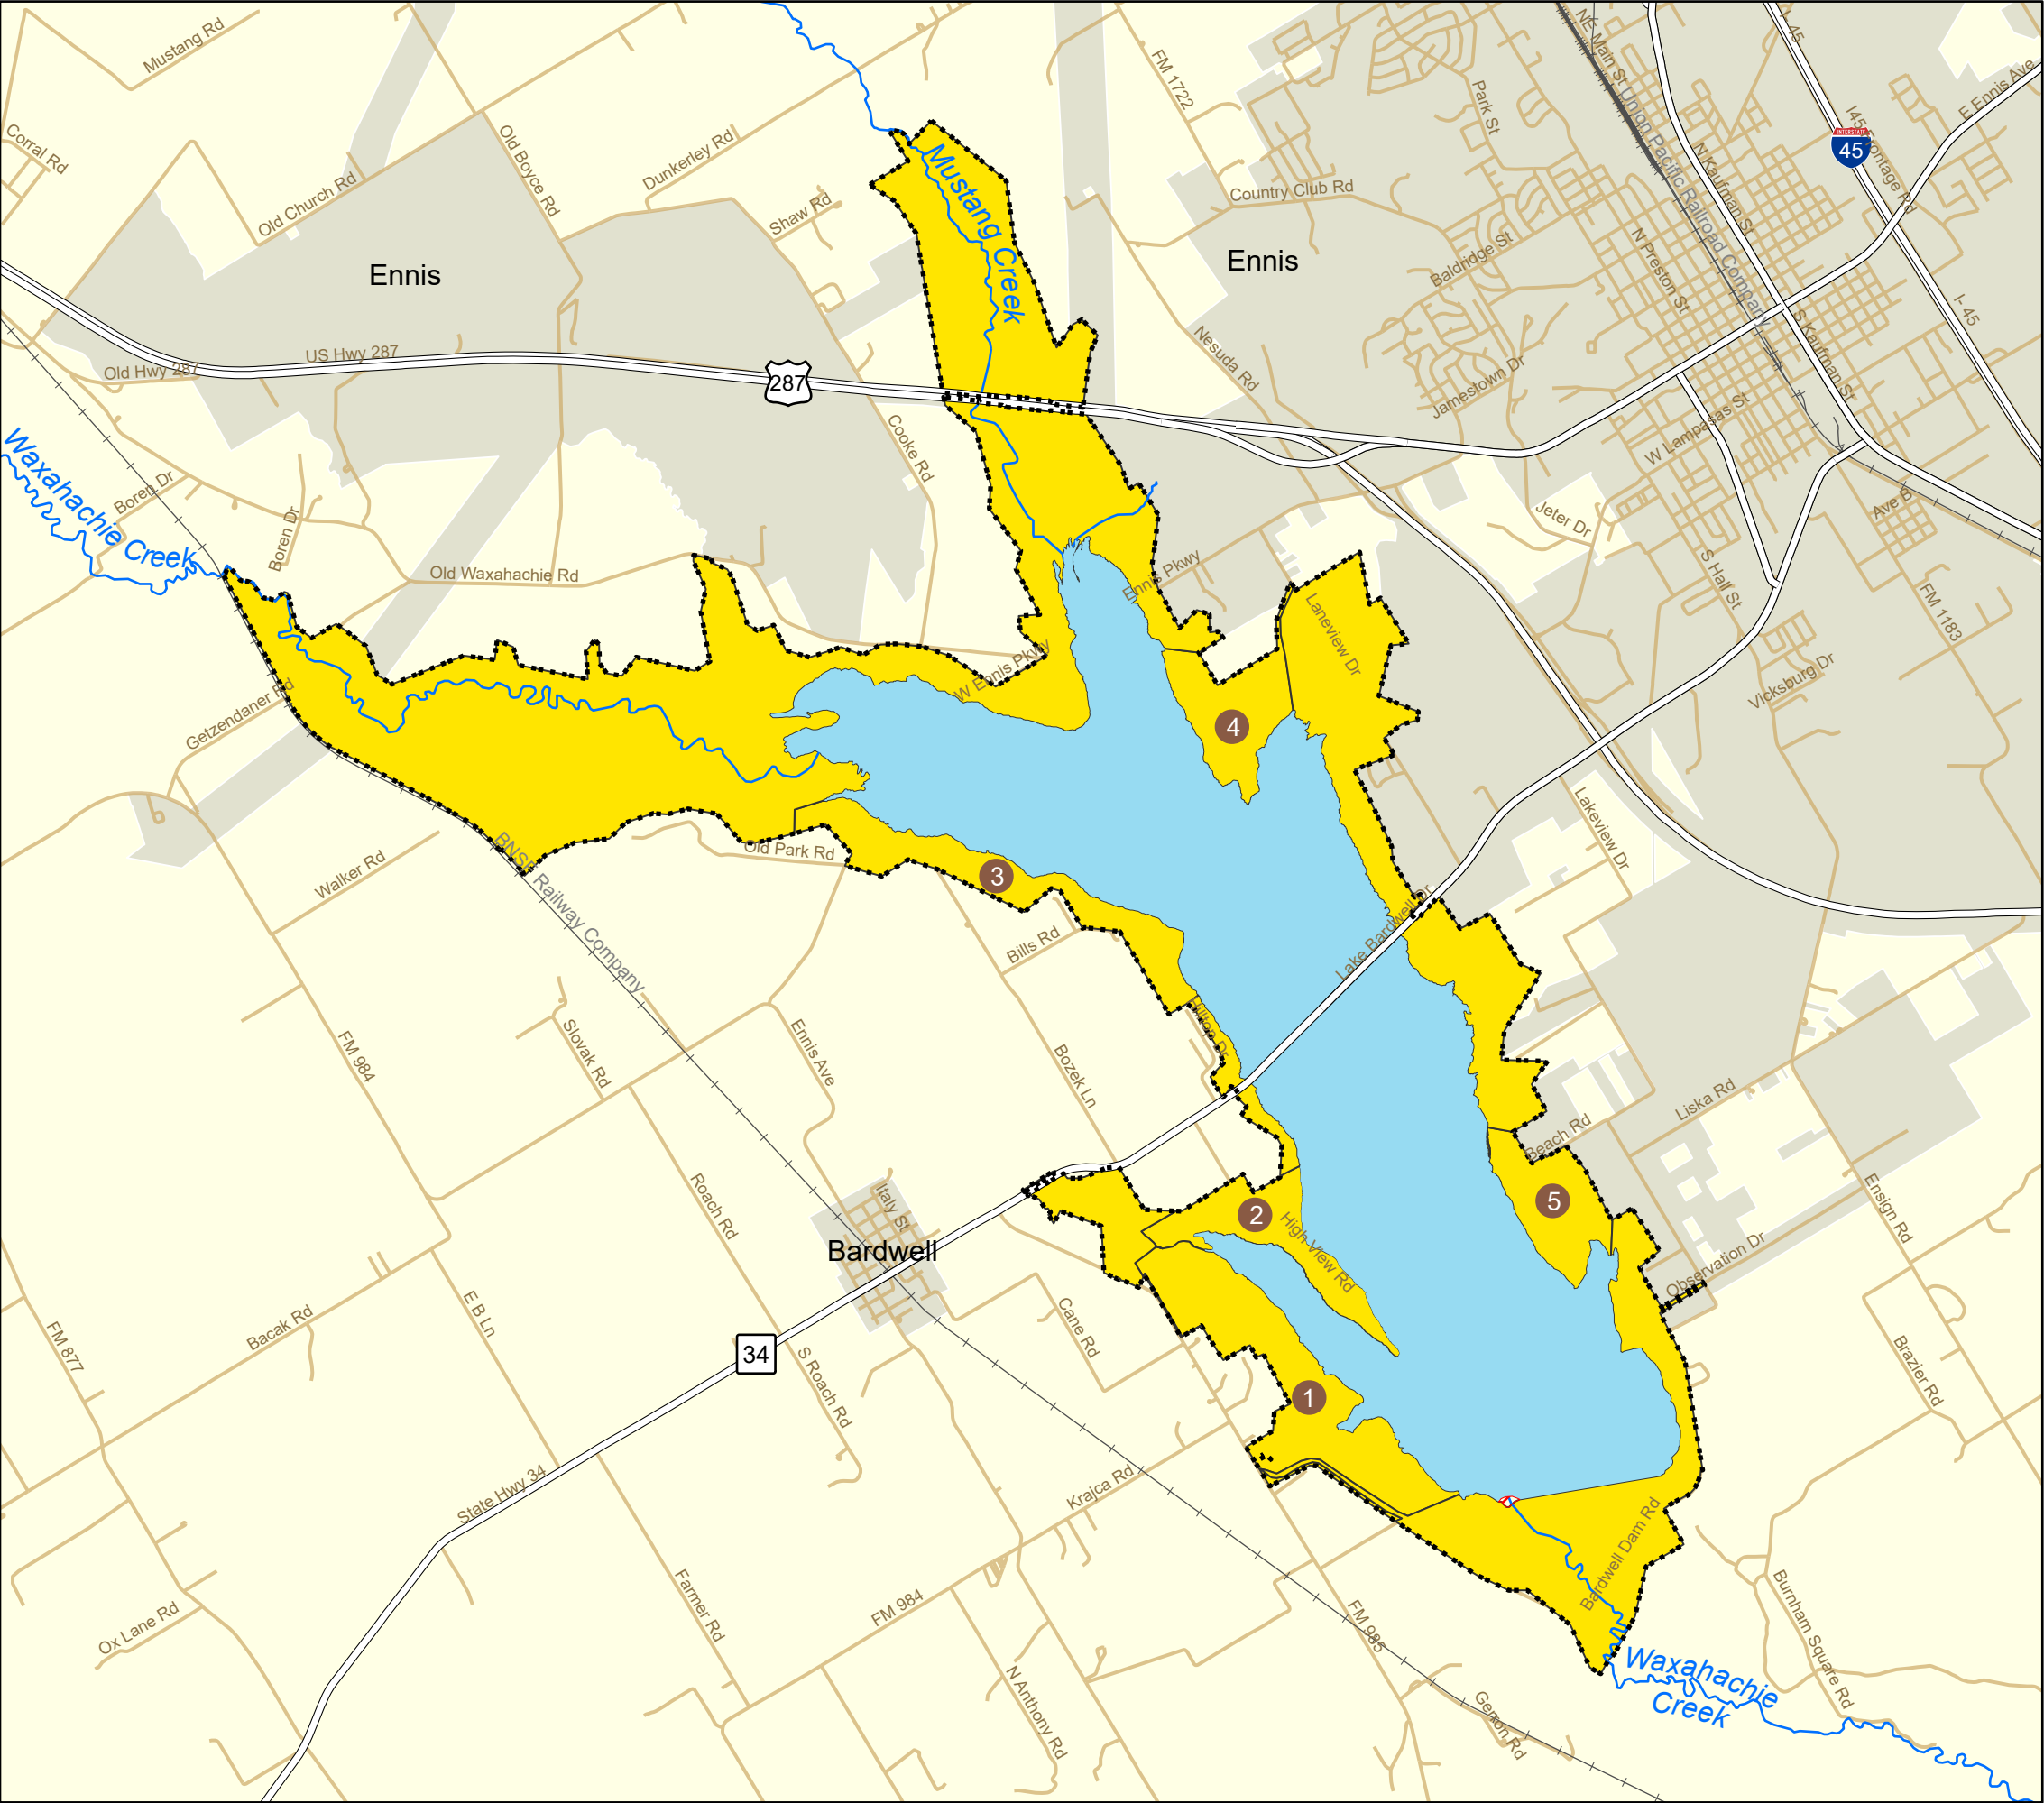 Mustang Rd
Corral Rd
Old Church Rd
Old Boyce Rd
Dunkerley Rd
Shaw Rd
Mustang Creek
FM 1722
Country Club Rd
Park St
NE Main St
Union Pacific Railroad Company
N Kaufman St
I-45
INTERSTATE
45
I45 Frontage Rd
E Ennis Ave
Ennis
Ennis
Baldridge St
N Preston St
S Kaufman St
I-45
Old Hwy 287
US Hwy 287
287
Nesuda Rd
Jamestown Dr
W Lampasas St
Cooke Rd
Waxahachie Creek
Boren Dr
Boren Dr
Old Waxahachie Rd
Ennis Pkwy
Jeter Dr
Ave B
S Hall St
FM 1183
Laneview Dr
W Ennis Pkwy
Vicksburg Dr
Getzendaner Rd
4
Lakeview Dr
Walker Rd
BNSF Railway Company
Old Park Rd
3
Lake Bardwell Dr
Bills Rd
Hillton Dr
FM 984
Slovak Rd
Ennis Ave
Bozek Ln
Liska Rd
Beach Rd
Roach Rd
Italy St
Bardwell
2
High View Rd
5
Ensign Rd
Observation Dr
Bacak Rd
E B Ln
FM 877
34
Cane Rd
S Roach Rd
1
Brazier Rd
State Hwy 34
Krajca Rd
Bardwell Dam Rd
Ox Lane Rd
Farmer Rd
FM 984
FM 985
Burnham Square Rd
N Anthony Rd
Waxahachie
Creek